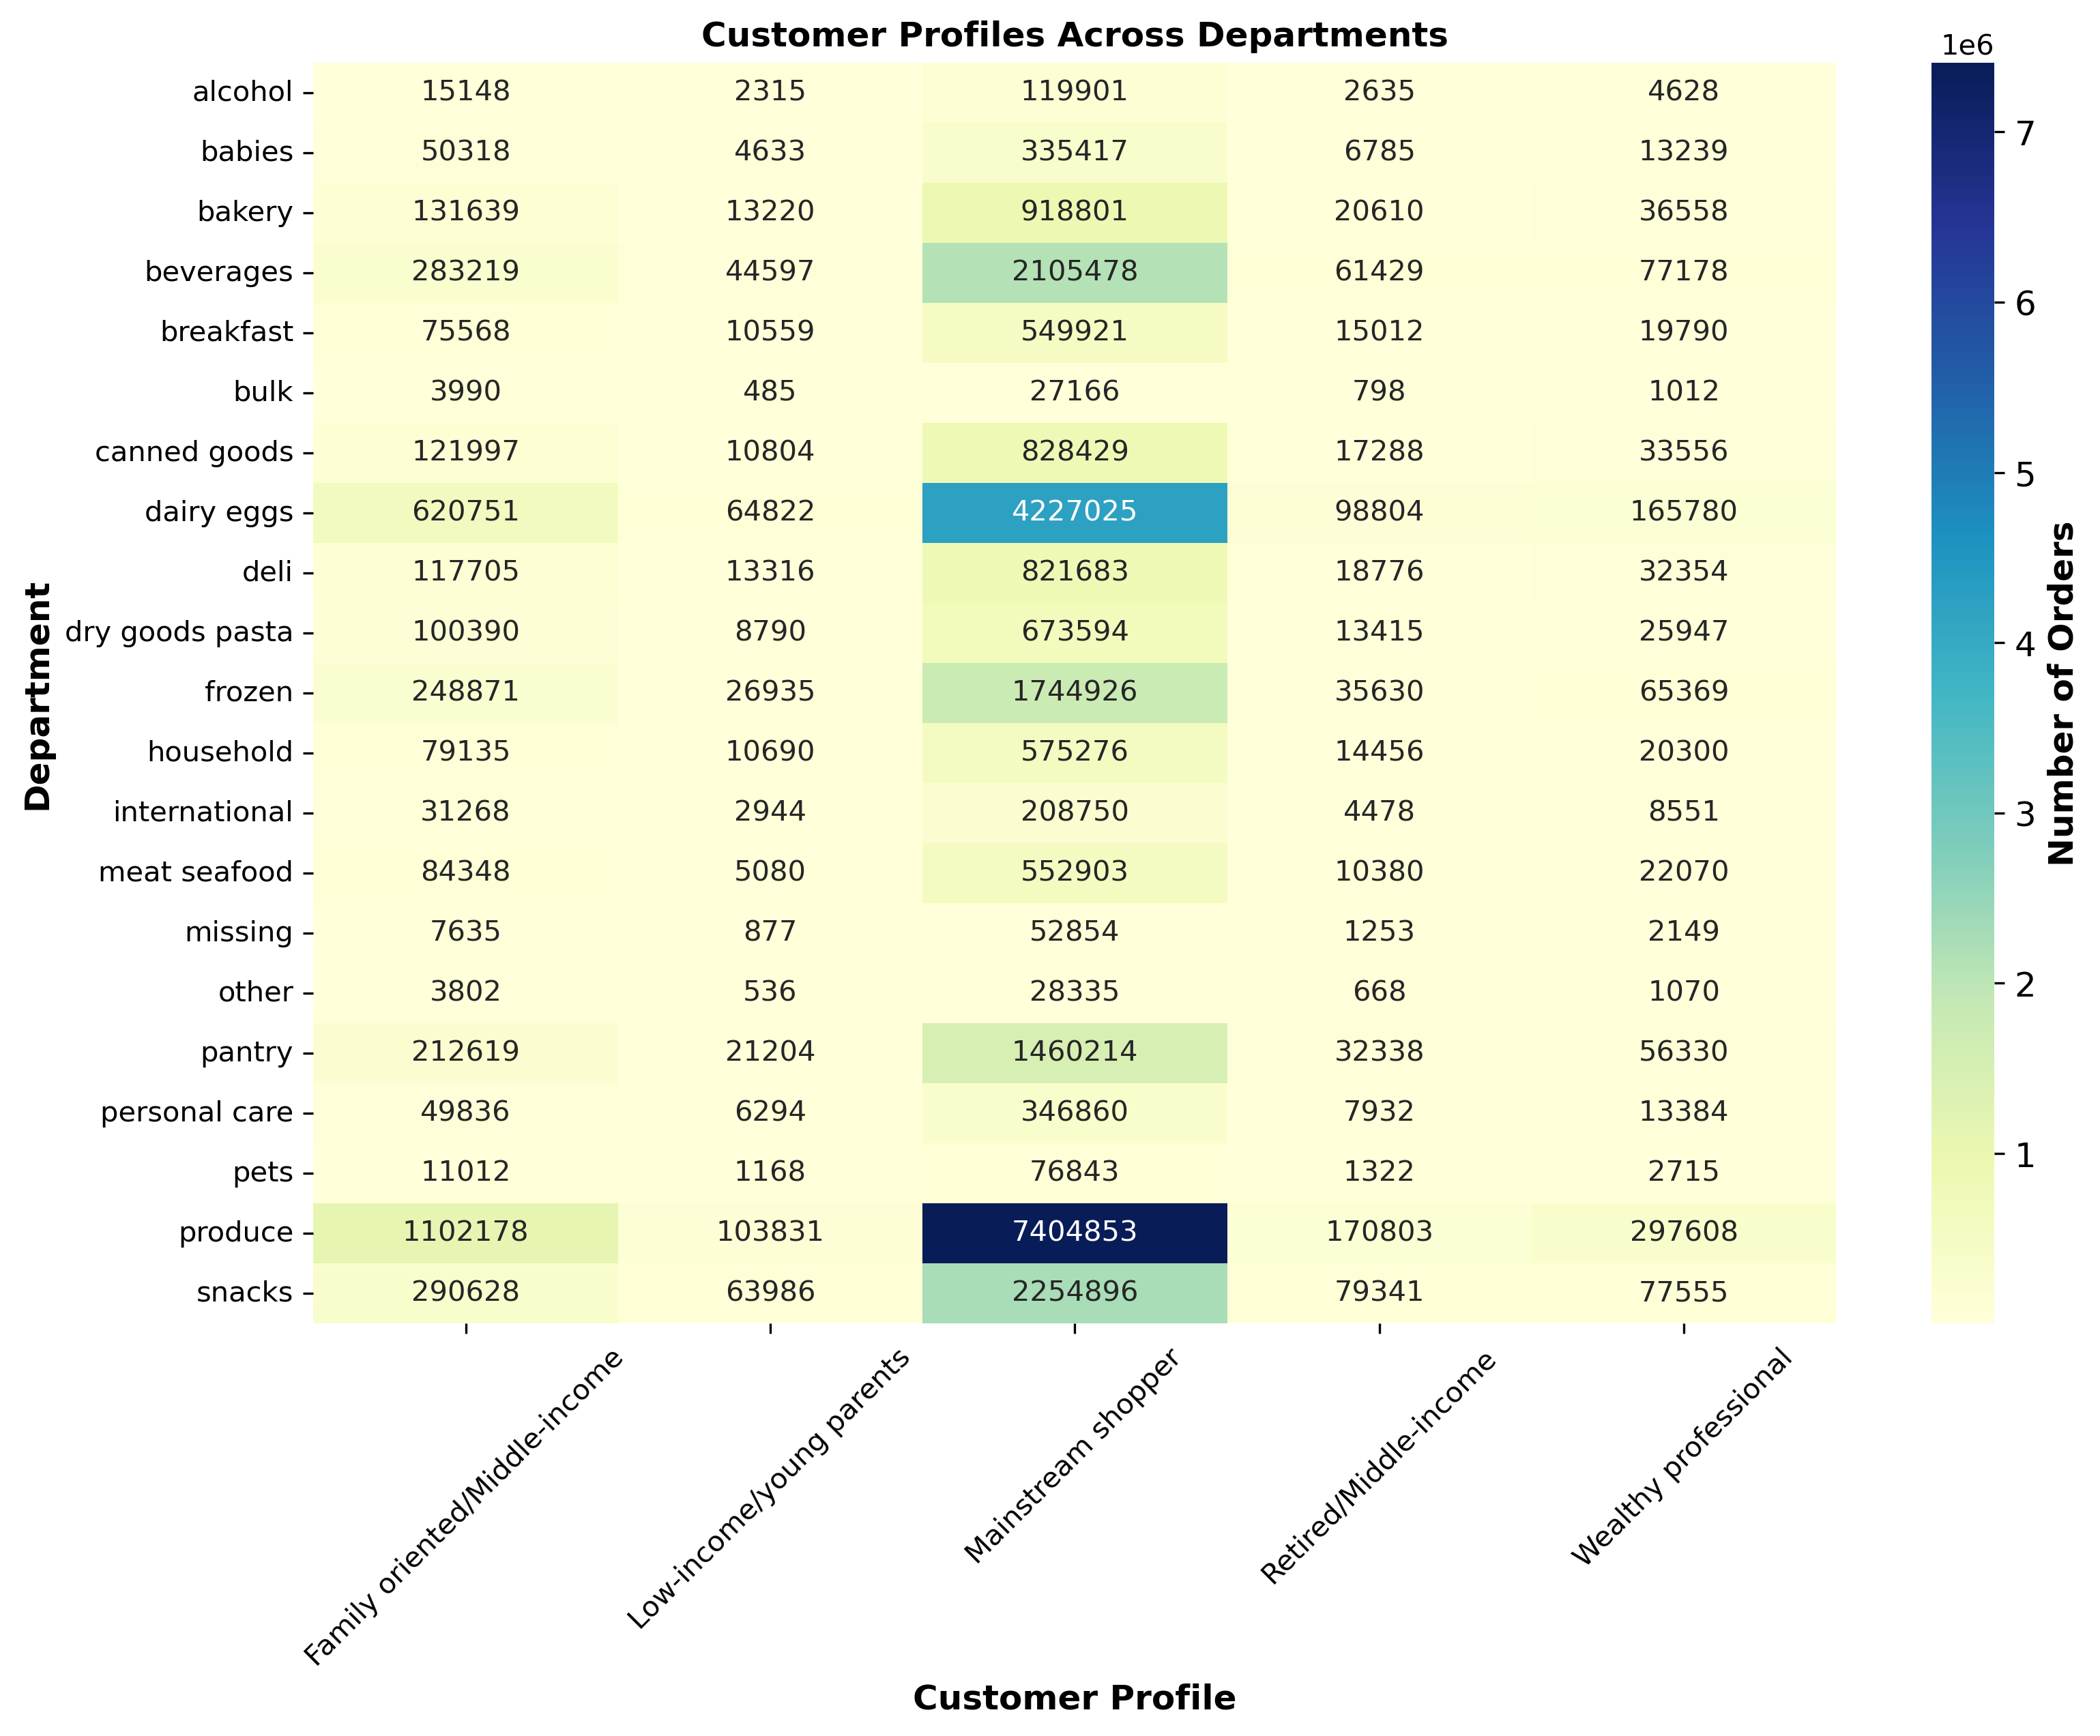 Customer Profiles Across Departments
1e6
alcohol 15148 2315 119901 2635 4628
babies 50318 4633 335417 6785 13239
bakery 131639 13220 918801 20610 36558
beverages 283219 44597 2105478 61429 77178
breakfast 75568 10559 549921 15012 19790
bulk 3990 485 27166 798 1012
canned goods 121997 10804 828429 17288 33556
dairy eggs 620751 64822 4227025 98804 165780
deli 117705 13316 821683 18776 32354
dry goods pasta 100390 8790 673594 13415 25947
frozen 248871 26935 1744926 35630 65369
household 79135 10690 575276 14456 20300
international 31268 2944 208750 4478 8551
meat seafood 84348 5080 552903 10380 22070
missing 7635 877 52854 1253 2149
other 3802 536 28335 668 1070
pantry 212619 21204 1460214 32338 56330
personal care 49836 6294 346860 7932 13384
pets 11012 1168 76843 1322 2715
produce 1102178 103831 7404853 170803 297608
snacks 290628 63986 2254896 79341 77555
Department
Family oriented/Middle-income
Low-income/young parents
Mainstream shopper
Retired/Middle-income
Wealthy professional
Customer Profile
7
6
5
4
3
2
1
Number of Orders